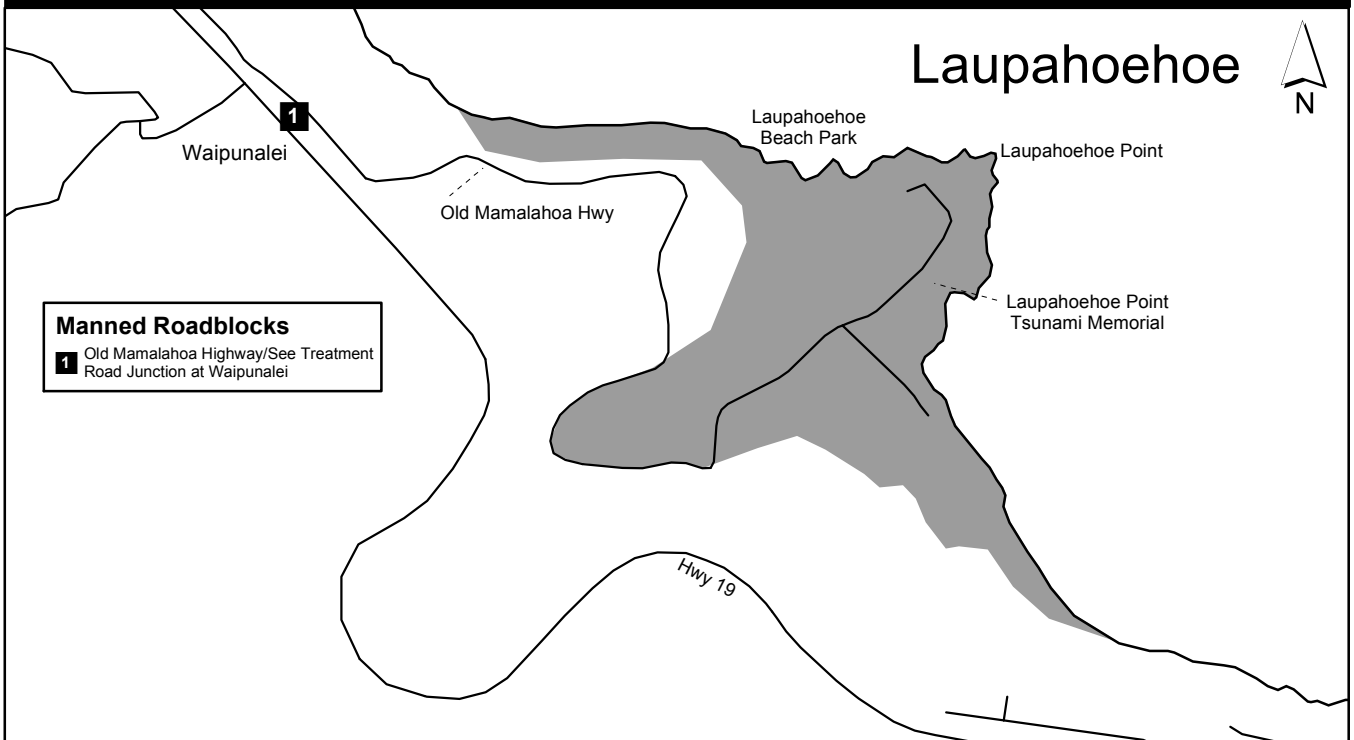 Laupahoehoe
N
Laupahoehoe
Beach Park
Laupahoehoe Point
1
Waipunalei
Old Mamalahoa Hwy
Laupahoehoe Point
Tsunami Memorial
Manned Roadblocks
1 Old Mamalahoa Highway/See Treatment
Road Junction at Waipunalei
Hwy 19